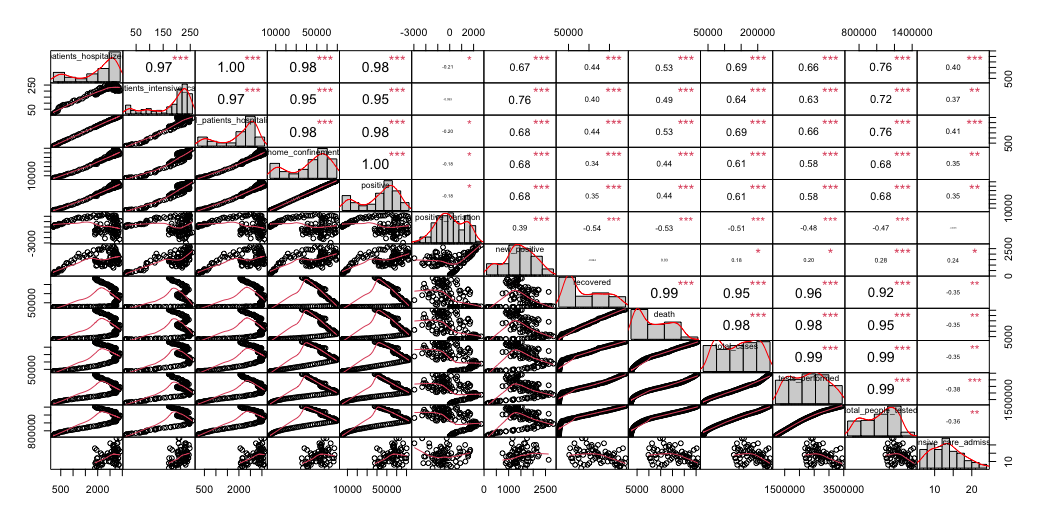 50 150 250 10000 50000 -3000 0 2000 50000 50000 200000 800000 1400000
atients_hospitalize 0.97 *** 1.00 *** 0.98 *** 0.98 *** -0.21 * 0.67 *** 0.44 *** 0.53 *** 0.69 *** 0.66 *** 0.76 *** 0.40 *** 500
50 250 tients_intensive_ca 0.97 *** 0.95 *** 0.95 *** 0.76 *** 0.40 *** 0.49 *** 0.64 *** 0.63 *** 0.72 *** 0.37 **
l_patients_hospitali 0.98 *** 0.98 *** -0.20 * 0.68 *** 0.44 *** 0.53 *** 0.69 *** 0.66 *** 0.76 *** 0.41 *** 500
10000 home_confinement 1.00 *** -0.18 * 0.68 *** 0.34 *** 0.44 *** 0.61 *** 0.58 *** 0.68 *** 0.35 **
positive -0.18 * 0.68 *** 0.35 *** 0.44 *** 0.61 *** 0.58 *** 0.68 *** 0.35 ** 10000
-3000 positive_variation 0.39 *** -0.54 *** -0.53 *** -0.51 *** -0.48 *** -0.47 ***
new_positive 0.18 * 0.20 * 0.28 *** 0.24 * 0 2500
50000 recovered 0.99 *** 0.95 *** 0.96 *** 0.92 *** -0.35 **
death 0.98 *** 0.98 *** 0.95 *** -0.35 ** 5000
50000 total_cases 0.99 *** 0.99 *** -0.35 **
tests_performed 0.99 *** -0.38 *** 1500000
800000 otal_people_tested -0.36 **
nsive_care_admiss 10
500 2000 500 2000 10000 50000 0 1000 2500 5000 8000 1500000 3500000 10 20